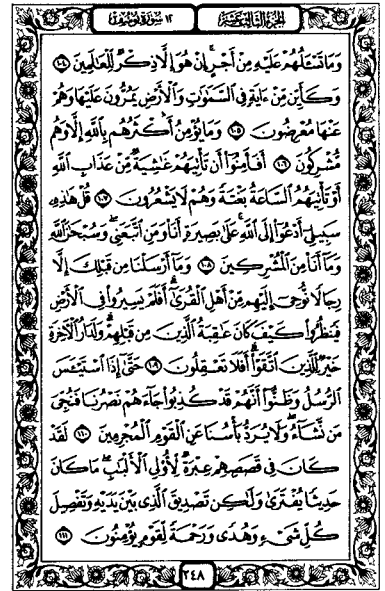 الجزء الثالث عشر ١٢ سورة يوسف
وَمَا تَسْـَٔلُهُمْ عَلَيْهِ مِنْ أَجْرٍ ۚ إِنْ هُوَ إِلَّا ذِكْرٌ لِّلْعَٰلَمِينَ ١٠٤
وَكَأَيِّن مِّنْ ءَايَةٍ فِى ٱلسَّمَٰوَٰتِ وَٱلْأَرْضِ يَمُرُّونَ عَلَيْهَا وَهُمْ
عَنْهَا مُعْرِضُونَ ١٠٥ وَمَا يُؤْمِنُ أَكْثَرُهُم بِٱللَّهِ إِلَّا وَهُم
مُّشْرِكُونَ ١٠٦ أَفَأَمِنُوٓا۟ أَن تَأْتِيَهُمْ غَٰشِيَةٌ مِّنْ عَذَابِ ٱللَّهِ
أَوْ تَأْتِيَهُمُ ٱلسَّاعَةُ بَغْتَةً وَهُمْ لَا يَشْعُرُونَ ١٠٧ قُلْ هَٰذِهِۦ
سَبِيلِىٓ أَدْعُوٓا۟ إِلَى ٱللَّهِ ۚ عَلَىٰ بَصِيرَةٍ أَنَا۠ وَمَنِ ٱتَّبَعَنِى ۖ وَسُبْحَٰنَ ٱللَّهِ
وَمَآ أَنَا۠ مِنَ ٱلْمُشْرِكِينَ ١٠٨ وَمَآ أَرْسَلْنَا مِن قَبْلِكَ إِلَّا
رِجَالًا نُّوحِىٓ إِلَيْهِم مِّنْ أَهْلِ ٱلْقُرَىٰٓ ۗ أَفَلَمْ يَسِيرُوا۟ فِى ٱلْأَرْضِ
فَيَنظُرُوا۟ كَيْفَ كَانَ عَٰقِبَةُ ٱلَّذِينَ مِن قَبْلِهِمْ ۗ وَلَدَارُ ٱلْـَٔاخِرَةِ
خَيْرٌ لِّلَّذِينَ ٱتَّقَوْا۟ ۗ أَفَلَا تَعْقِلُونَ ١٠٩ حَتَّىٰٓ إِذَا ٱسْتَيْـَٔسَ
ٱلرُّسُلُ وَظَنُّوٓا۟ أَنَّهُمْ قَدْ كُذِبُوا۟ جَآءَهُمْ نَصْرُنَا فَنُجِّىَ
مَن نَّشَآءُ ۖ وَلَا يُرَدُّ بَأْسُنَا عَنِ ٱلْقَوْمِ ٱلْمُجْرِمِينَ ١١٠ لَقَدْ
كَانَ فِى قَصَصِهِمْ عِبْرَةٌ لِّأُو۟لِى ٱلْأَلْبَٰبِ ۗ مَا كَانَ
حَدِيثًا يُفْتَرَىٰ وَلَٰكِن تَصْدِيقَ ٱلَّذِى بَيْنَ يَدَيْهِ وَتَفْصِيلَ
كُلِّ شَىْءٍ وَهُدًى وَرَحْمَةً لِّقَوْمٍ يُؤْمِنُونَ ١١١
٢٤٨